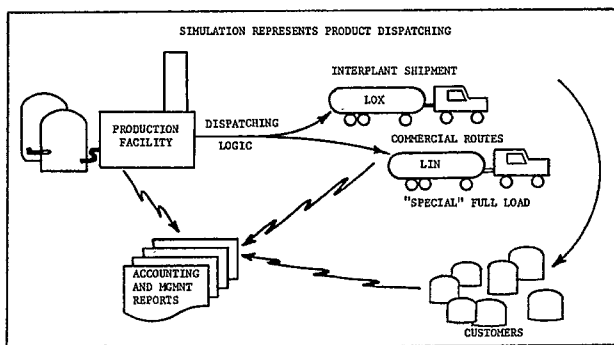 SIMULATION REPRESENTS PRODUCT DISPATCHING
INTERPLANT SHIPMENT
LOX
PRODUCTION
FACILITY
DISPATCHING
LOGIC
COMMERCIAL ROUTES
LIN
"SPECIAL" FULL LOAD
ACCOUNTING
AND MGMNT
REPORTS
CUSTOMERS